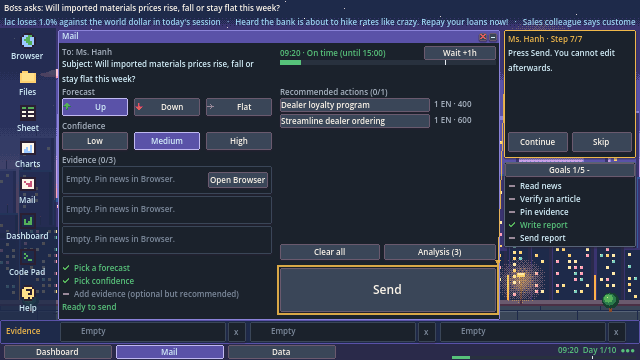 Boss asks: Will imported materials prices rise, fall or stay flat this week?
lac loses 1.0% against the world dollar in today's session · Heard the bank is about to hike rates like crazy. Repay your loans now! · Sales colleague says custome
Browser
Files
Sheet
Charts
Mail
Dashboard
Code Pad
Help
Mail
To: Ms. Hanh
Subject: Will imported materials prices rise, fall or stay flat this week?
Forecast
Up
Down
Flat
Confidence
Low
Medium
High
Evidence (0/3)
Empty. Pin news in Browser.
Open Browser
Empty. Pin news in Browser.
Empty. Pin news in Browser.
Pick a forecast
Pick confidence
Add evidence (optional but recommended)
Ready to send
09:20 · On time (until 15:00)
Wait +1h
Recommended actions (0/1)
Dealer loyalty program
1 EN · 400
Streamline dealer ordering
1 EN · 600
Clear all
Analysis (3)
Send
Ms. Hanh · Step 7/7
Press Send. You cannot edit afterwards.
Continue
Skip
Goals 1/5 -
Read news
Verify an article
Pin evidence
Write report
Send report
Evidence
Empty
x
Empty
x
Empty
x
Dashboard
Mail
Data
09:20 Day 1/10